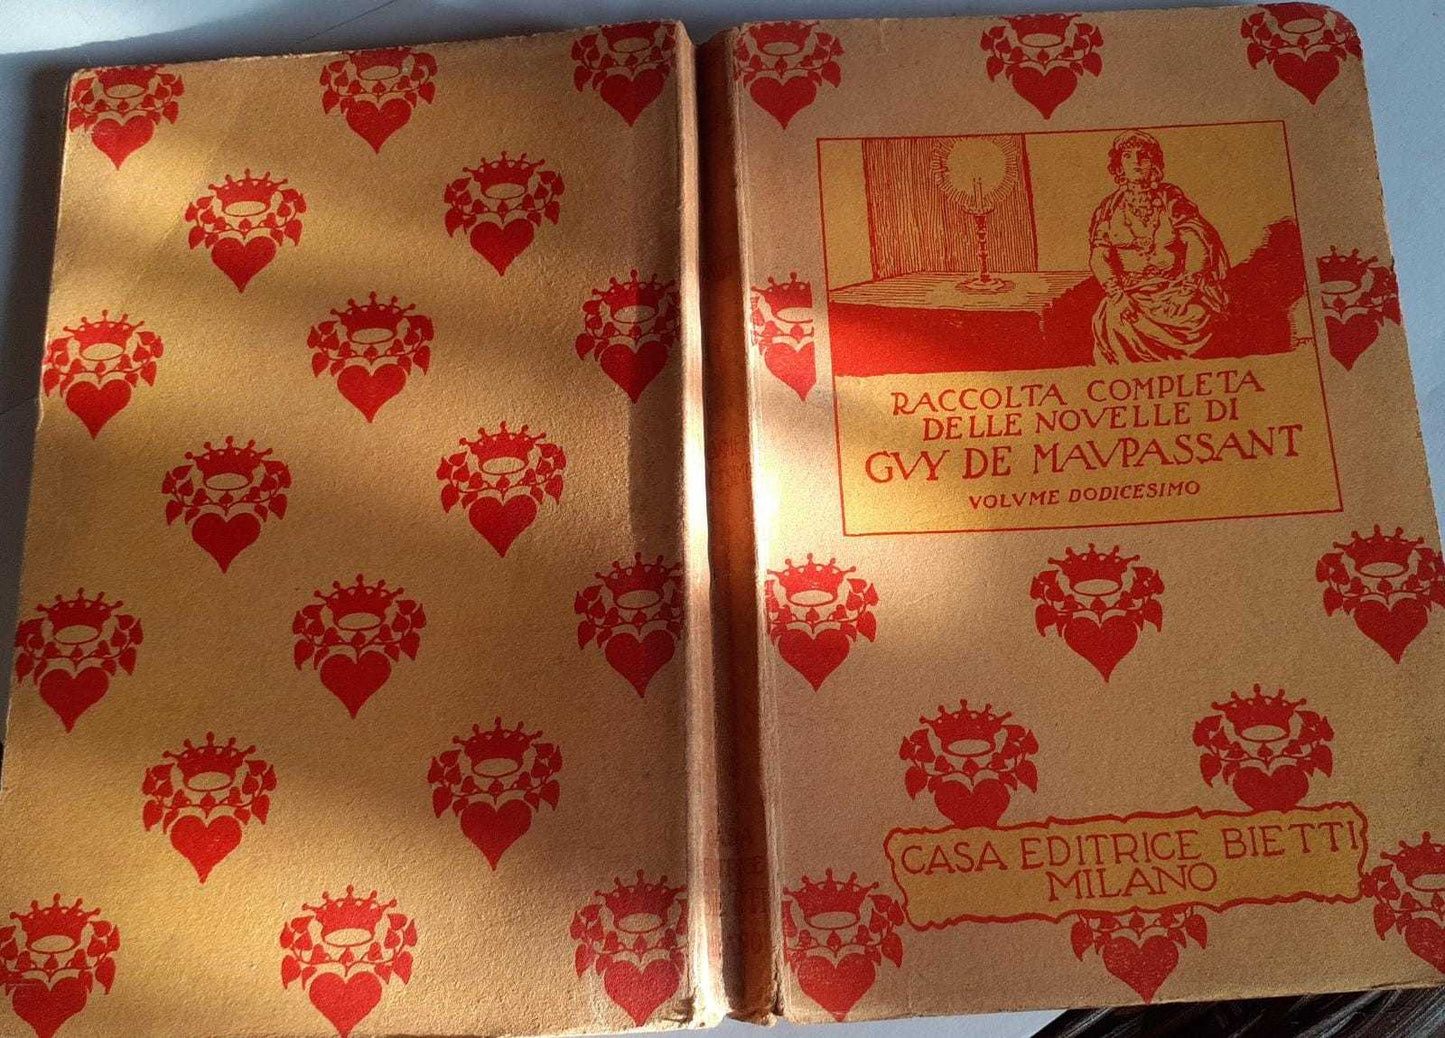 RACCOLTA COMPLETA
DELLE NOVELLE DI
GVY DE MAVPASSANT
VOLVME DODICESIMO
CASA EDITRICE BIETTI
MILANO